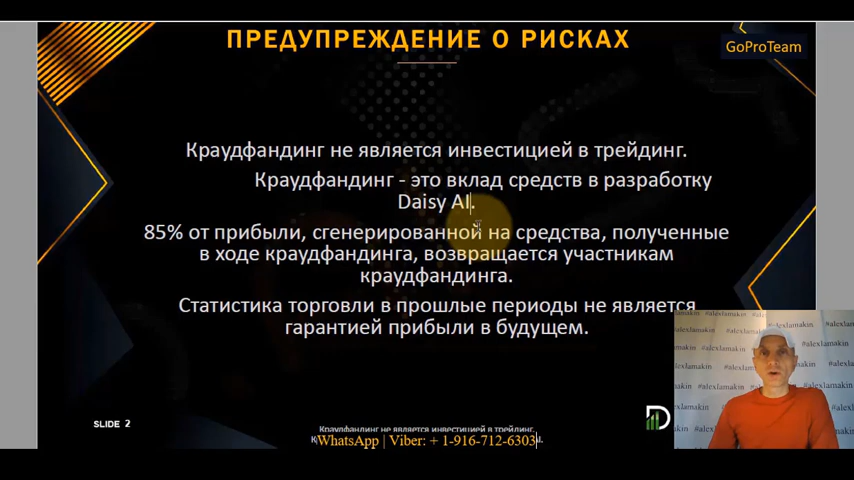 ПРЕДУПРЕЖДЕНИЕ О РИСКАХ
GoProTeam
Краудфандинг не является инвестицией в трейдинг.
Краудфандинг - это вклад средств в разработку
Daisy AI.
85% от прибыли, сгенерированной на средства, полученные
в ходе краудфандинга, возвращается участникам
краудфандинга.
Статистика торговли в прошлые периоды не является
гарантией прибыли в будущем.
SLIDE 2
Краудфандинг не является инвестицией в трейдинг.
WhatsApp | Viber: + 1-916-712-6303
#alexlamakin